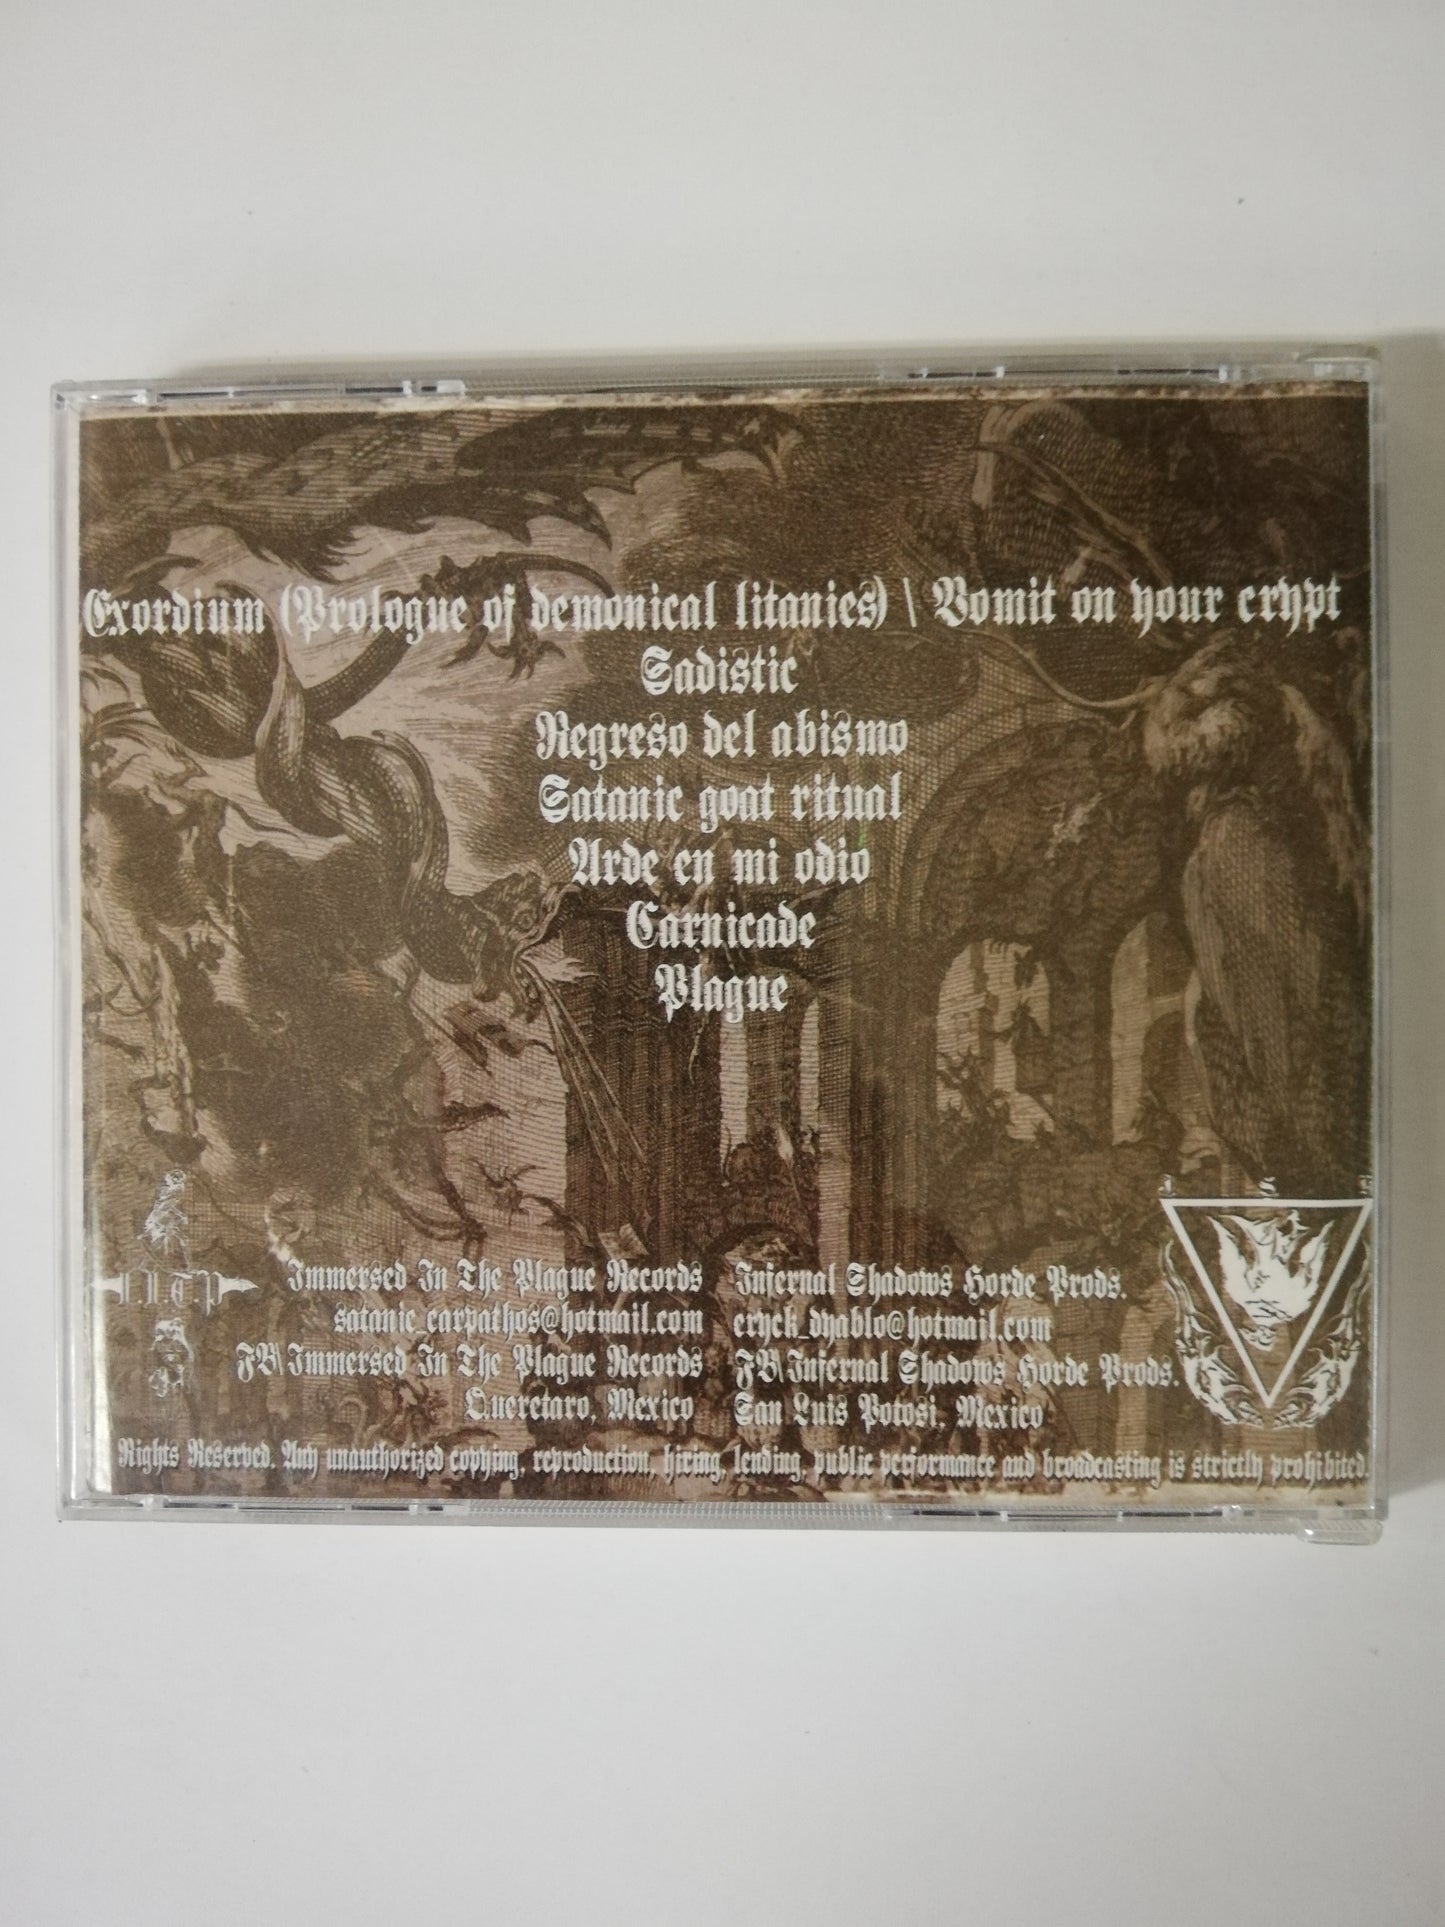 Exordium (Prologue of demonical litanies) \ Vomit on your crypt
Sadistic
Regreso del abismo
Satanic goat ritual
Arde en mi odio
Carnicade
Plague
I.I.T.P
Immersed In The Plague Records
satanic_carpathos@hotmail.com
FB\Immersed In The Plague Records
Queretaro, Mexico
Infernal Shadows Horde Prods.
eryck_dyablo@hotmail.com
FB\Infernal Shadows Horde Prods.
San Luis Potosi, Mexico
Rights Reserved. Any unauthorized copying, reproduction, hiring, lending, public performance and broadcasting is strictly prohibited.